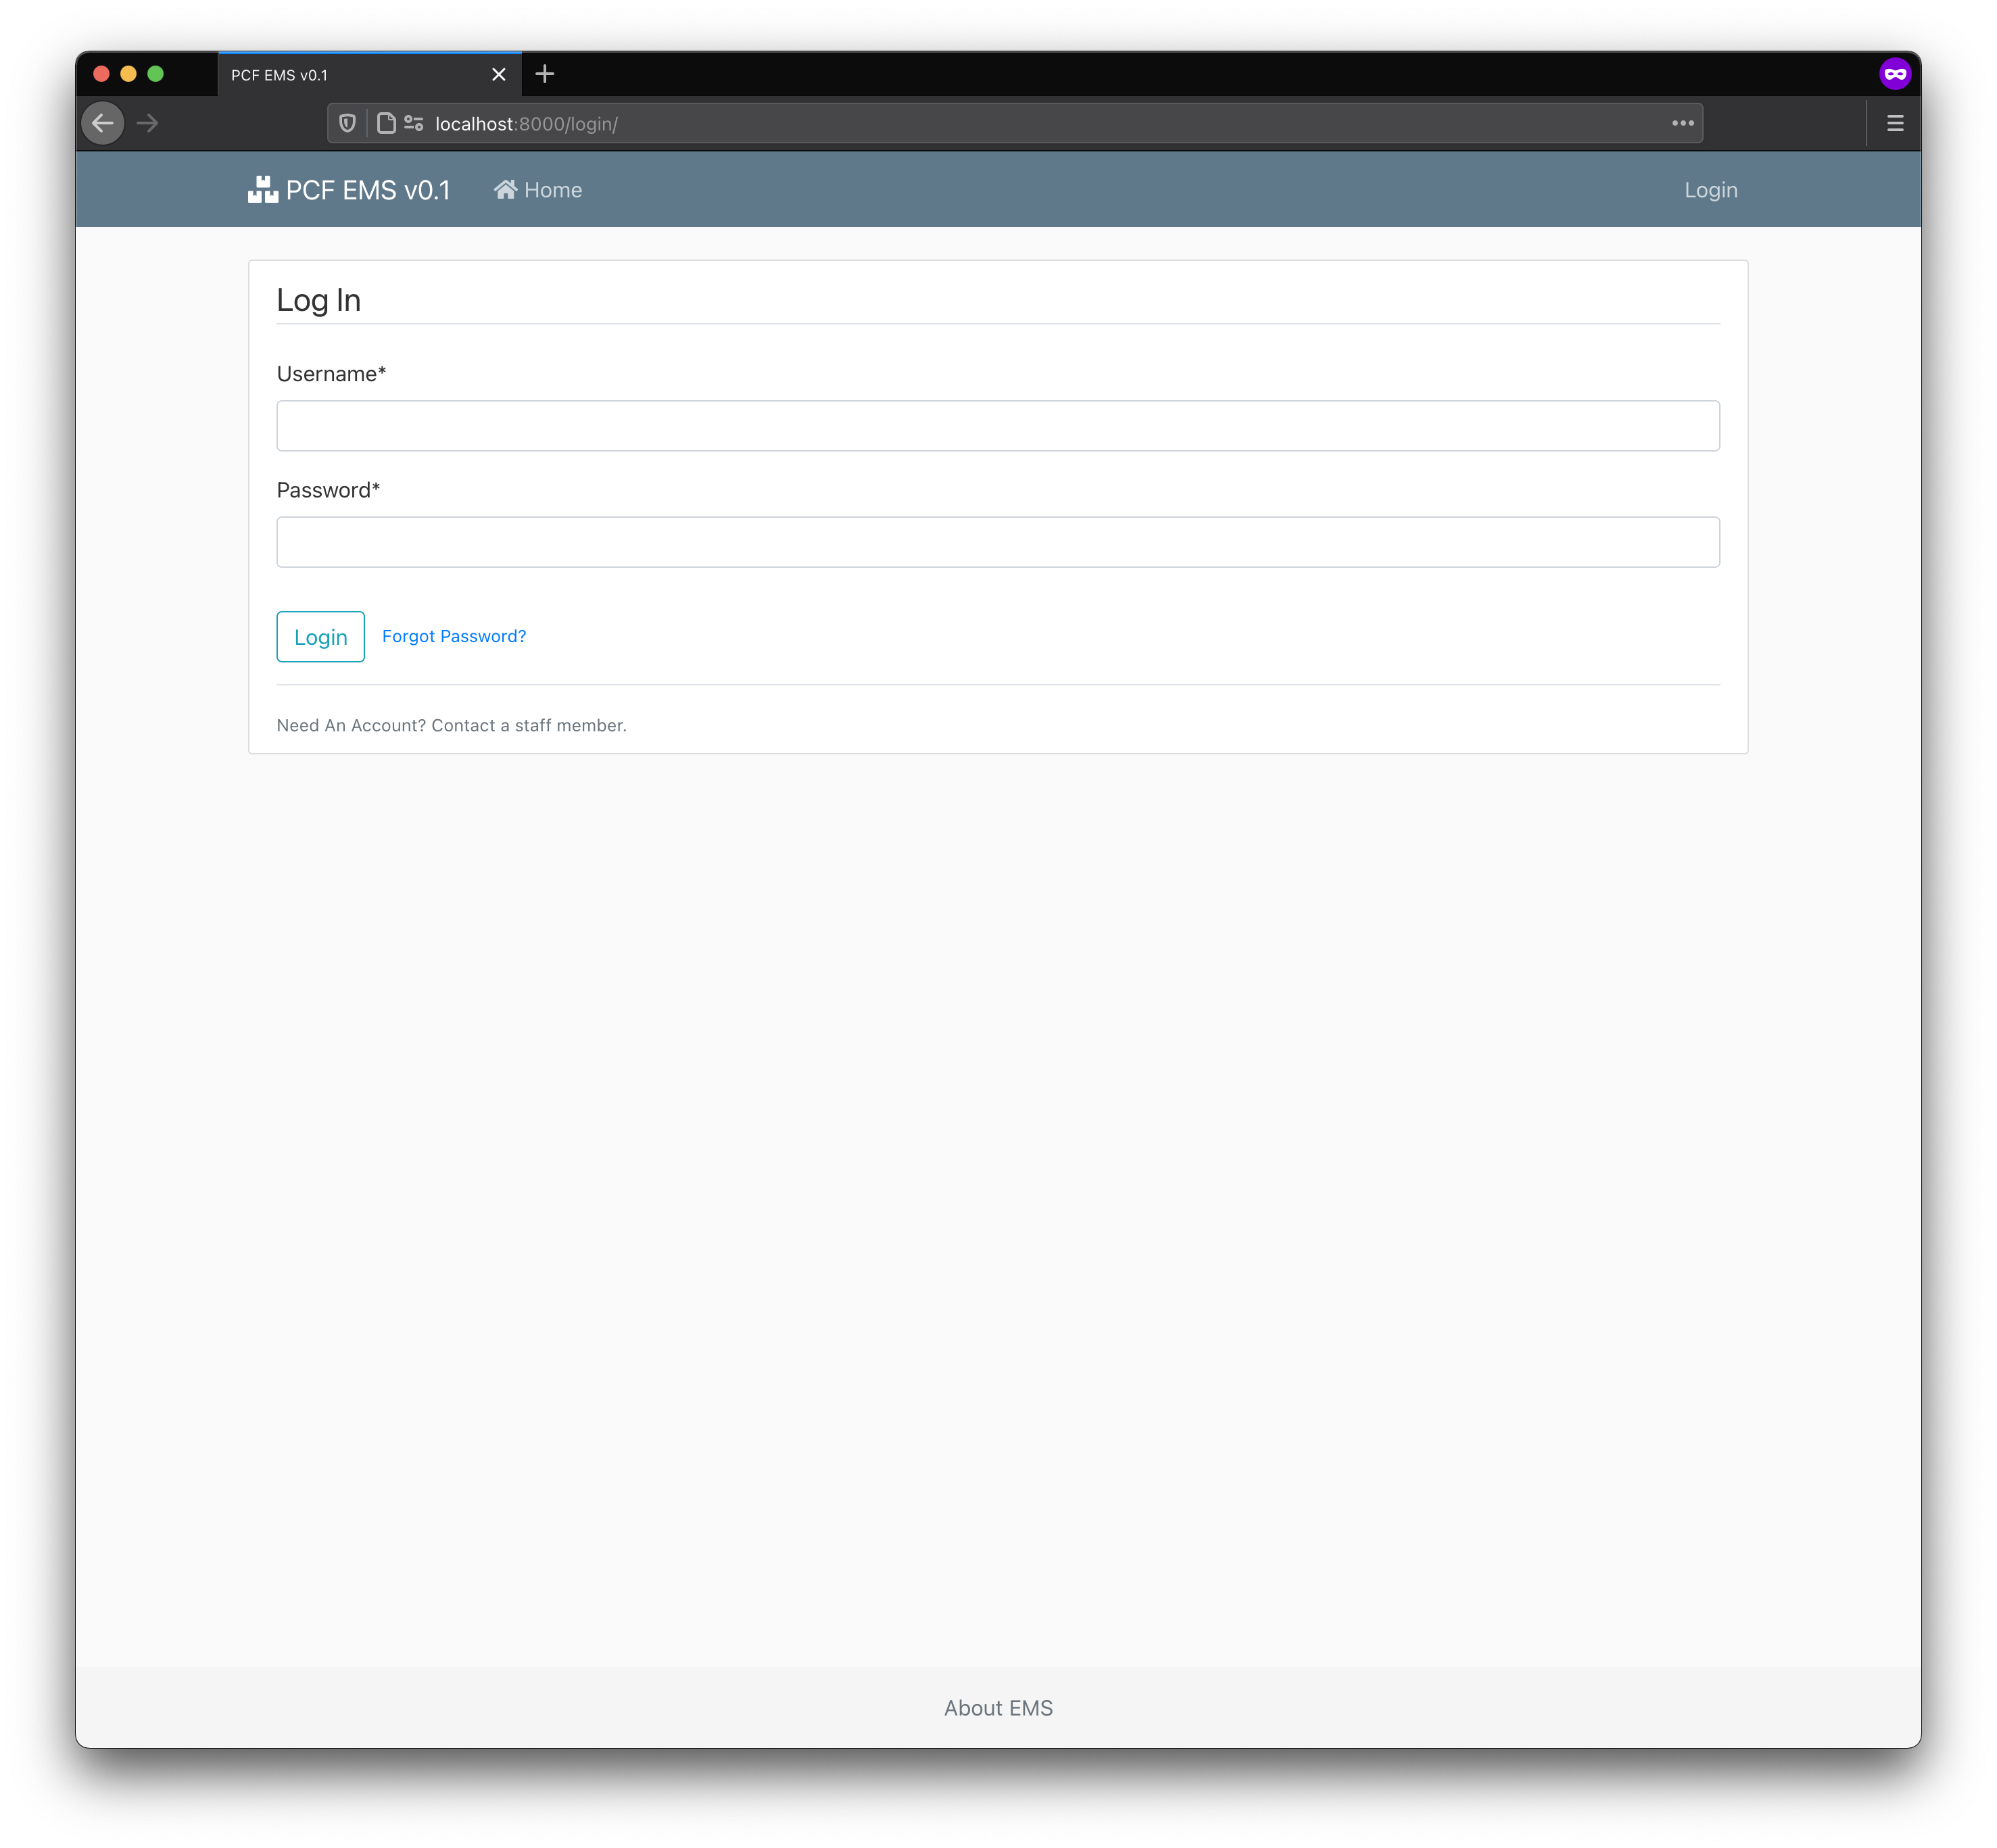 PCF EMS v0.1
localhost:8000/login/
PCF EMS v0.1 Home Login
Log In
Username*
Password*
Login Forgot Password?
Need An Account? Contact a staff member.
About EMS